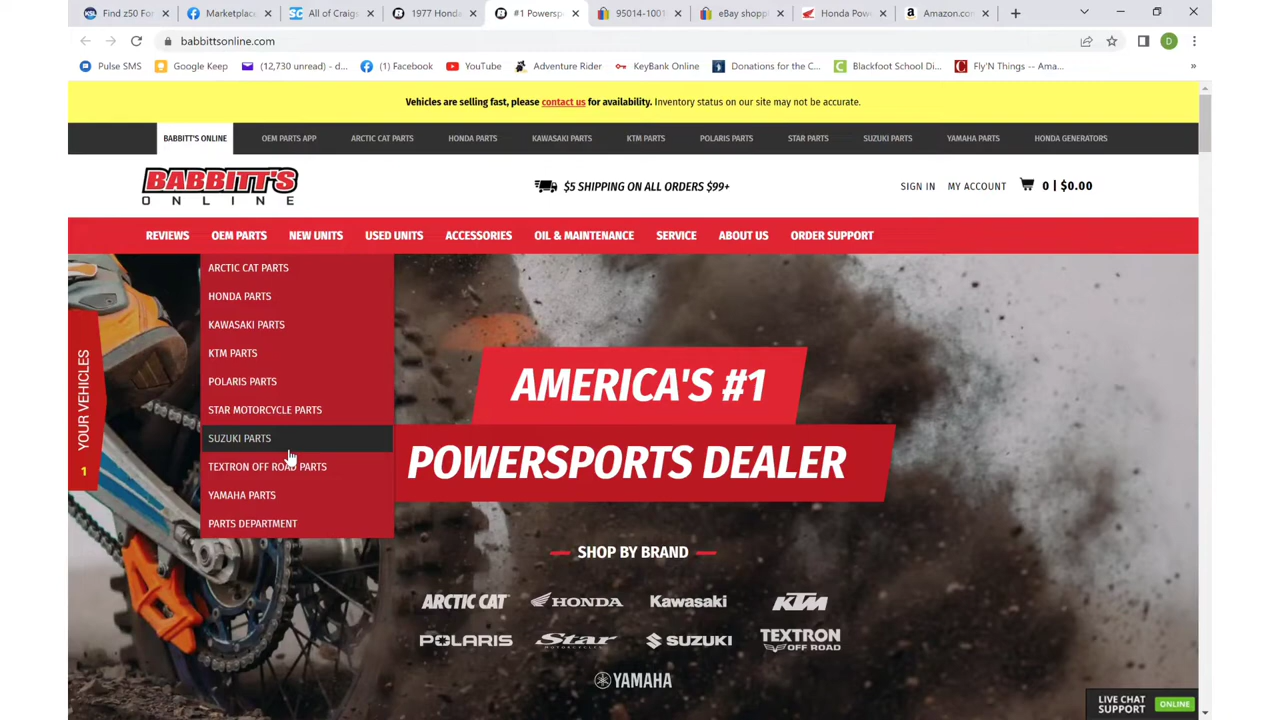 Find z50 For
Marketplace
All of Craigs
1977 Honda
#1 Powersp
95014-1001
eBay shopp
Honda Pow
Amazon.co
babbittsonline.com
D
Pulse SMS
Google Keep
(12,730 unread) - d...
(1) Facebook
YouTube
Adventure Rider
KeyBank Online
Donations for the C...
Blackfoot School Di...
Fly'N Things -- Ama...
»
Vehicles are selling fast, please contact us for availability. Inventory status on our site may not be accurate.
BABBITT'S ONLINE
OEM PARTS APP
ARCTIC CAT PARTS
HONDA PARTS
KAWASAKI PARTS
KTM PARTS
POLARIS PARTS
STAR PARTS
SUZUKI PARTS
YAMAHA PARTS
HONDA GENERATORS
BABBITT'S
ONLINE
$5 SHIPPING ON ALL ORDERS $99+
SIGN IN
MY ACCOUNT
0 | $0.00
REVIEWS
OEM PARTS
NEW UNITS
USED UNITS
ACCESSORIES
OIL & MAINTENANCE
SERVICE
ABOUT US
ORDER SUPPORT
ARCTIC CAT PARTS
HONDA PARTS
KAWASAKI PARTS
KTM PARTS
POLARIS PARTS
STAR MOTORCYCLE PARTS
SUZUKI PARTS
TEXTRON OFF ROAD PARTS
YAMAHA PARTS
PARTS DEPARTMENT
YOUR VEHICLES
1
AMERICA'S #1
POWERSPORTS DEALER
SHOP BY BRAND
ARCTIC CAT
HONDA
Kawasaki
KTM
POLARIS
Star
MOTORCYCLES
SUZUKI
TEXTRON
OFF ROAD
YAMAHA
LIVE CHAT
SUPPORT
ONLINE